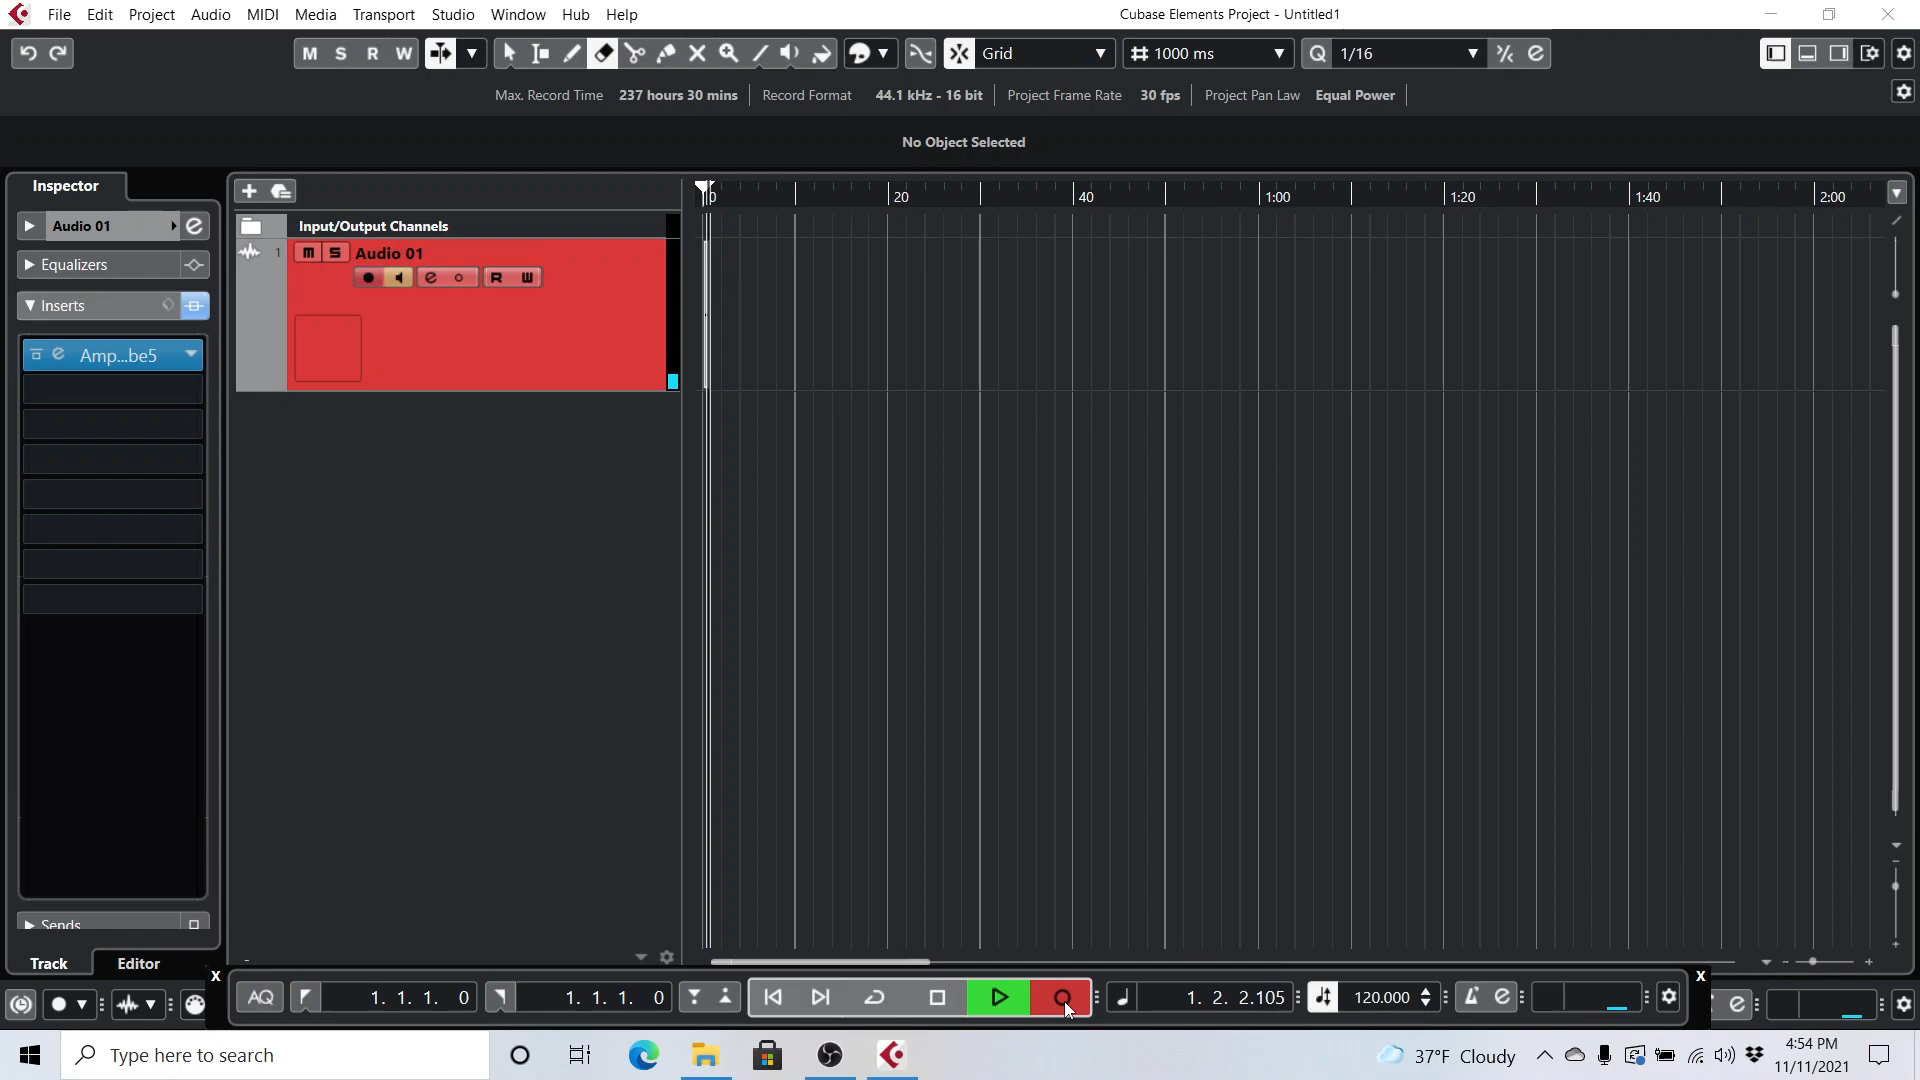 File Edit Project Audio MIDI Media Transport Studio Window Hub Help
Cubase Elements Project - Untitled1
M S R W
Grid
1000 ms
Q 1/16
Max. Record Time 237 hours 30 mins Record Format 44.1 kHz - 16 bit Project Frame Rate 30 fps Project Pan Law Equal Power
No Object Selected
Inspector
0 20 40 1:00 1:20 1:40 2:00
Audio 01 e
Input/Output Channels
1 M S Audio 01
e R W
Equalizers
Inserts
Amp...be5
Sends
Track Editor
AQ 1. 1. 1. 0 1. 1. 1. 0 1. 2. 2.105 120.000
Type here to search
37°F Cloudy
4:54 PM
11/11/2021